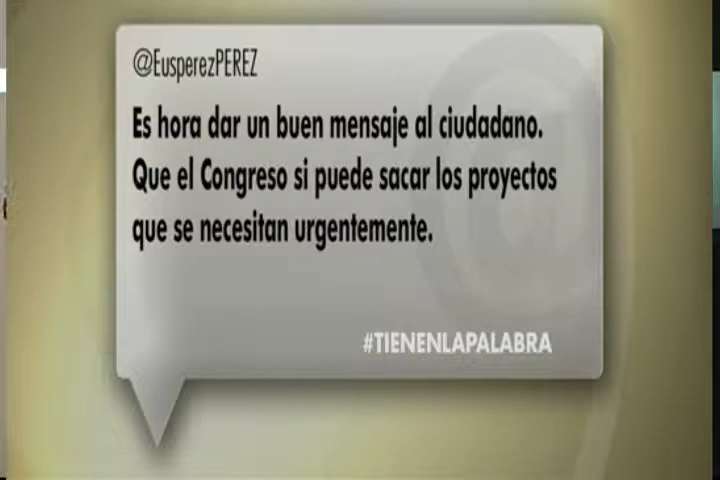 @EusperezPEREZ
Es hora dar un buen mensaje al ciudadano.
Que el Congreso si puede sacar los proyectos
que se necesitan urgentemente.
#TIENENLAPALABRA